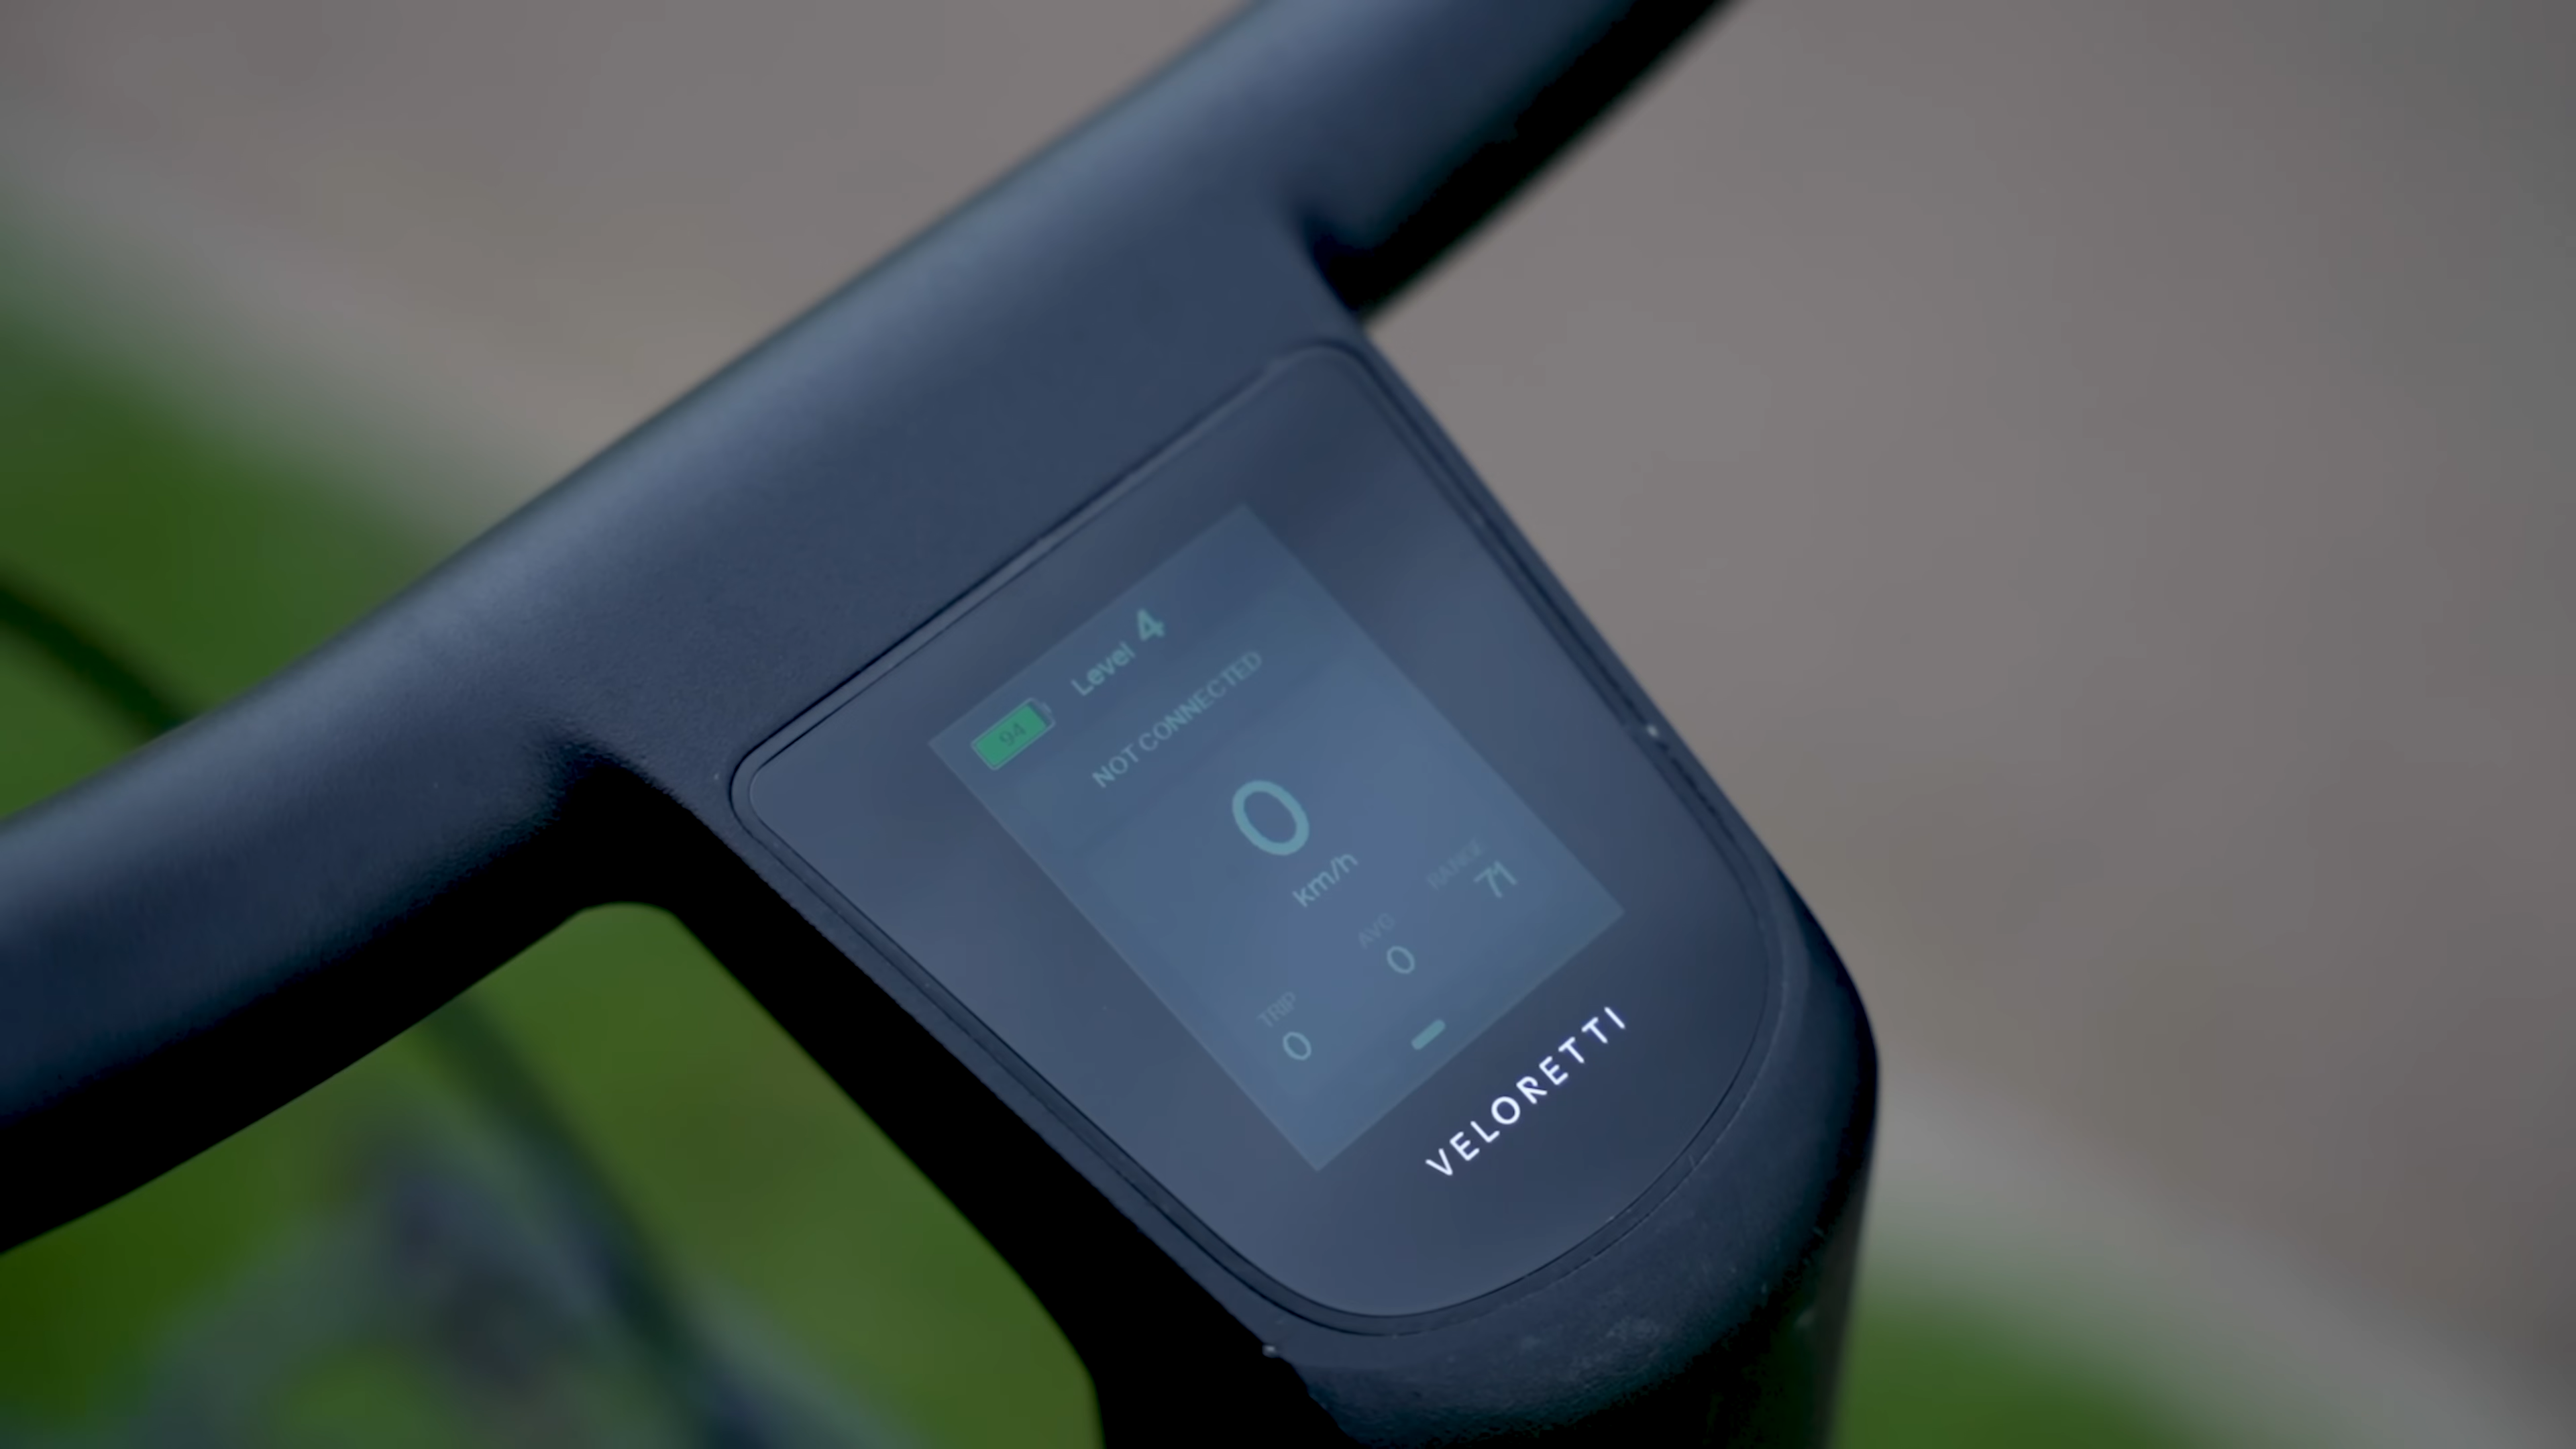 94 Level 4
NOT CONNECTED
0
km/h
TRIP AVG RANGE
0 0 71
VELORETTI